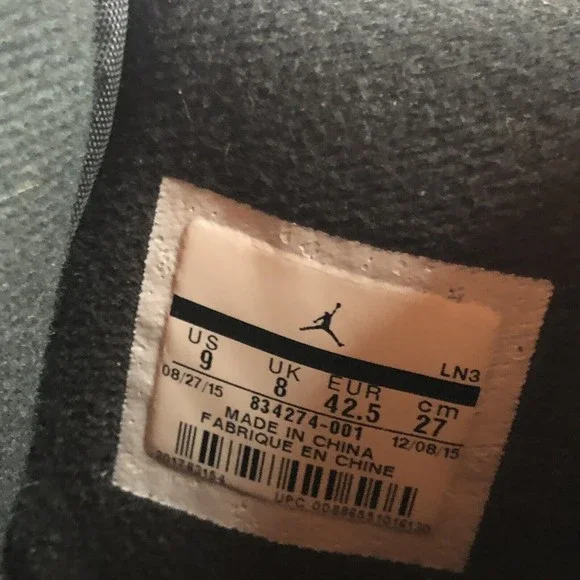 LN3
US UK EUR cm
9 8 42.5 27
08/27/15 834274-001 12/08/15
MADE IN CHINA
FABRIQUE EN CHINE
UPC